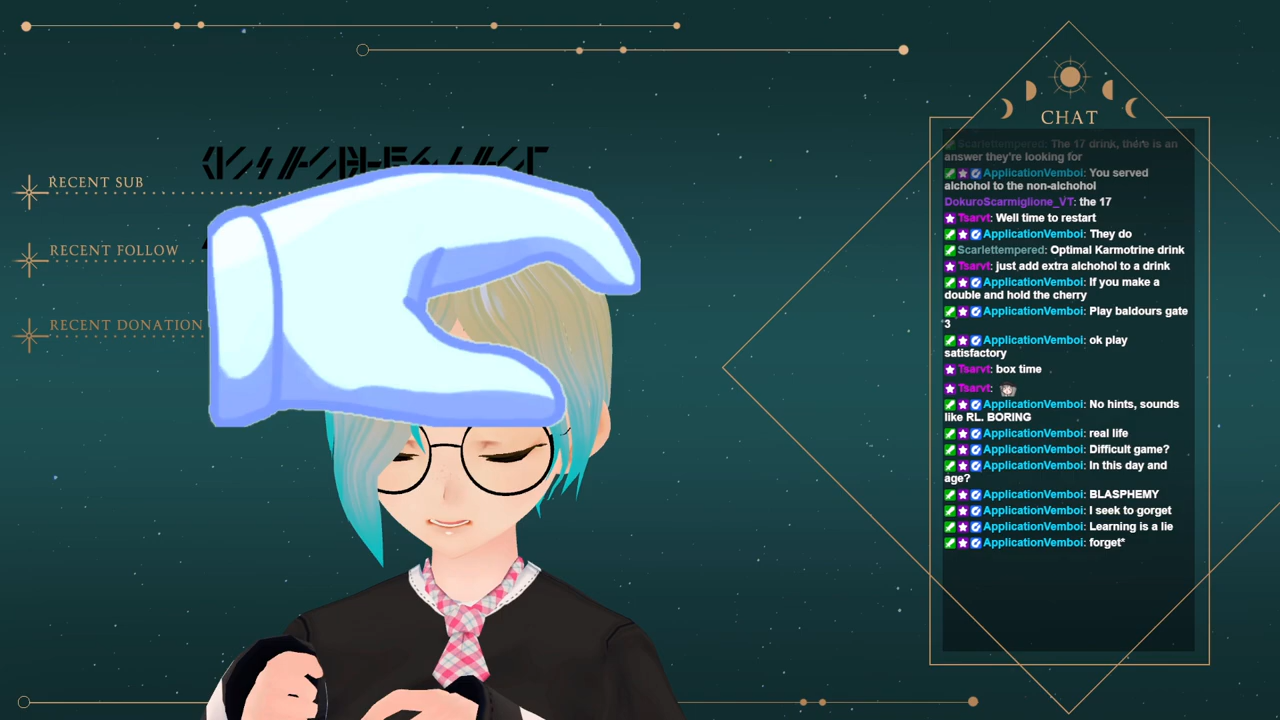 RECENT SUB
RECENT FOLLOW
RECENT DONATION
CHAT
Scarlettempered: The 17 drink, there is an
answer they're looking for
ApplicationVemboi: You served
alchohol to the non-alchohol
DokuroScarmiglione_VT: the 17
Tsarvt: Well time to restart
ApplicationVemboi: They do
Scarlettempered: Optimal Karmotrine drink
Tsarvt: just add extra alchohol to a drink
ApplicationVemboi: If you make a
double and hold the cherry
ApplicationVemboi: Play baldours gate
3
ApplicationVemboi: ok play
satisfactory
Tsarvt: box time
Tsarvt:
ApplicationVemboi: No hints, sounds
like RL. BORING
ApplicationVemboi: real life
ApplicationVemboi: Difficult game?
ApplicationVemboi: In this day and
age?
ApplicationVemboi: BLASPHEMY
ApplicationVemboi: I seek to gorget
ApplicationVemboi: Learning is a lie
ApplicationVemboi: forget*